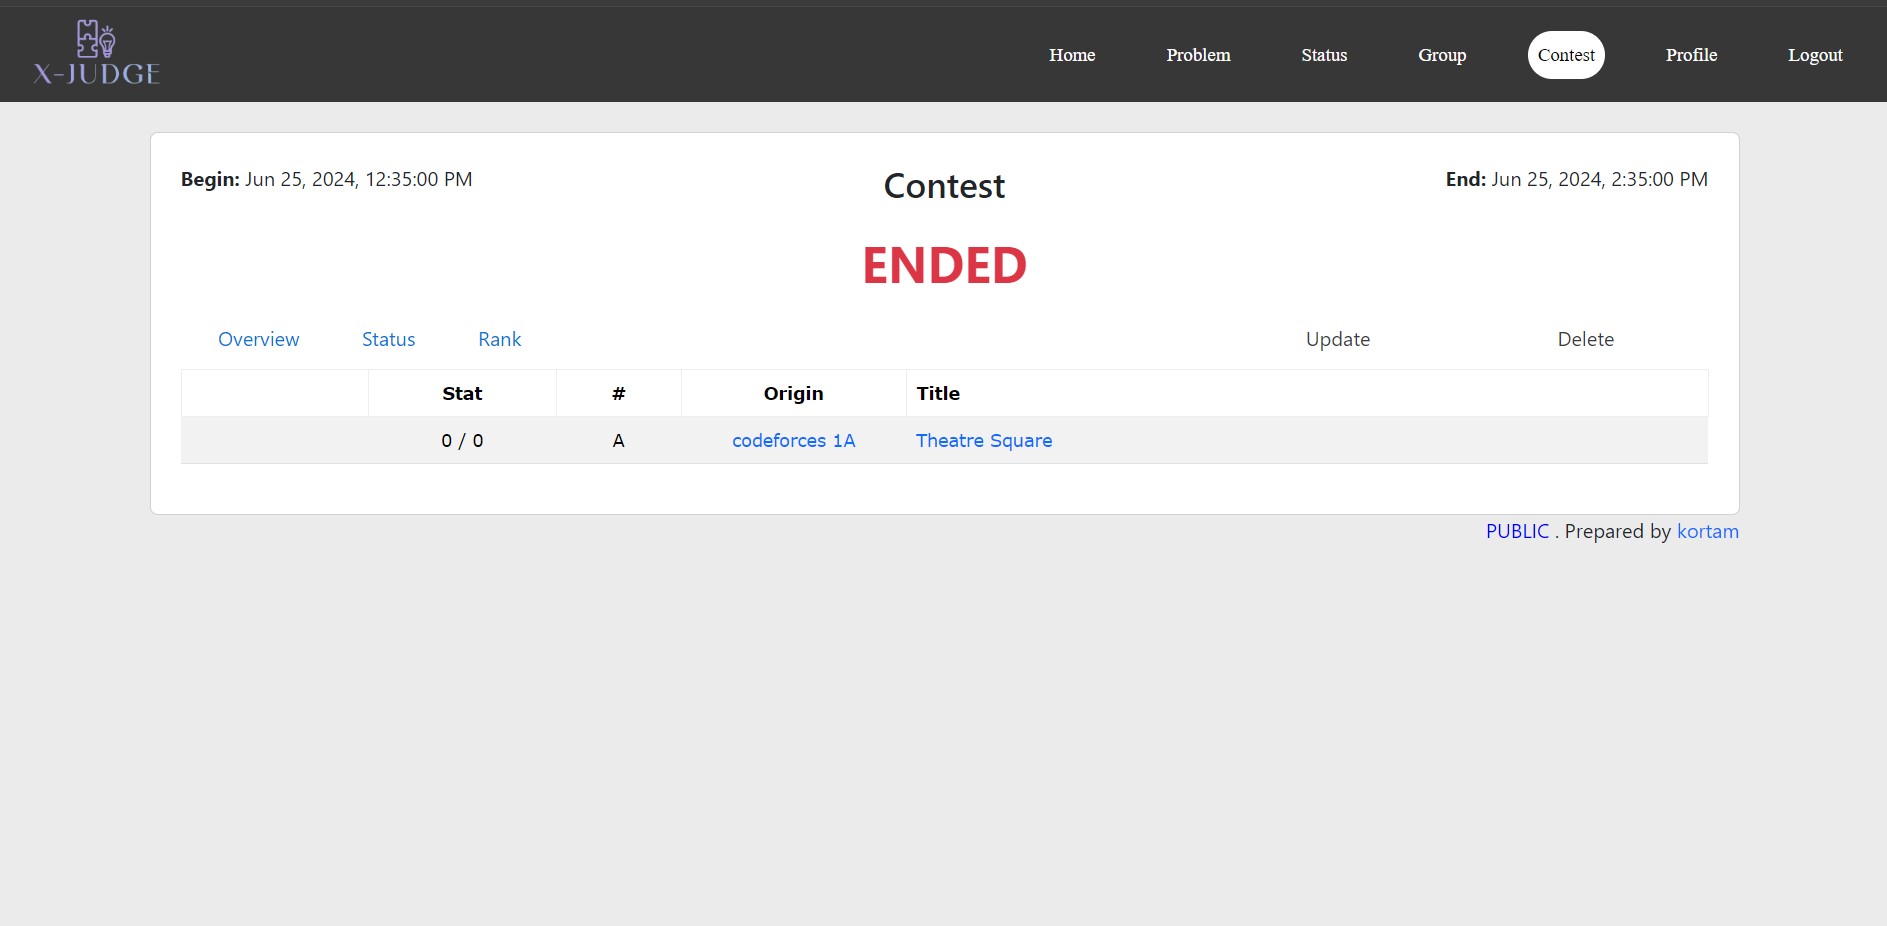 X-JUDGE
Home Problem Status Group Contest Profile Logout
Begin: Jun 25, 2024, 12:35:00 PM Contest End: Jun 25, 2024, 2:35:00 PM
ENDED
Overview Status Rank Update Delete
Stat # Origin Title
0 / 0 A codeforces 1A Theatre Square
PUBLIC . Prepared by kortam